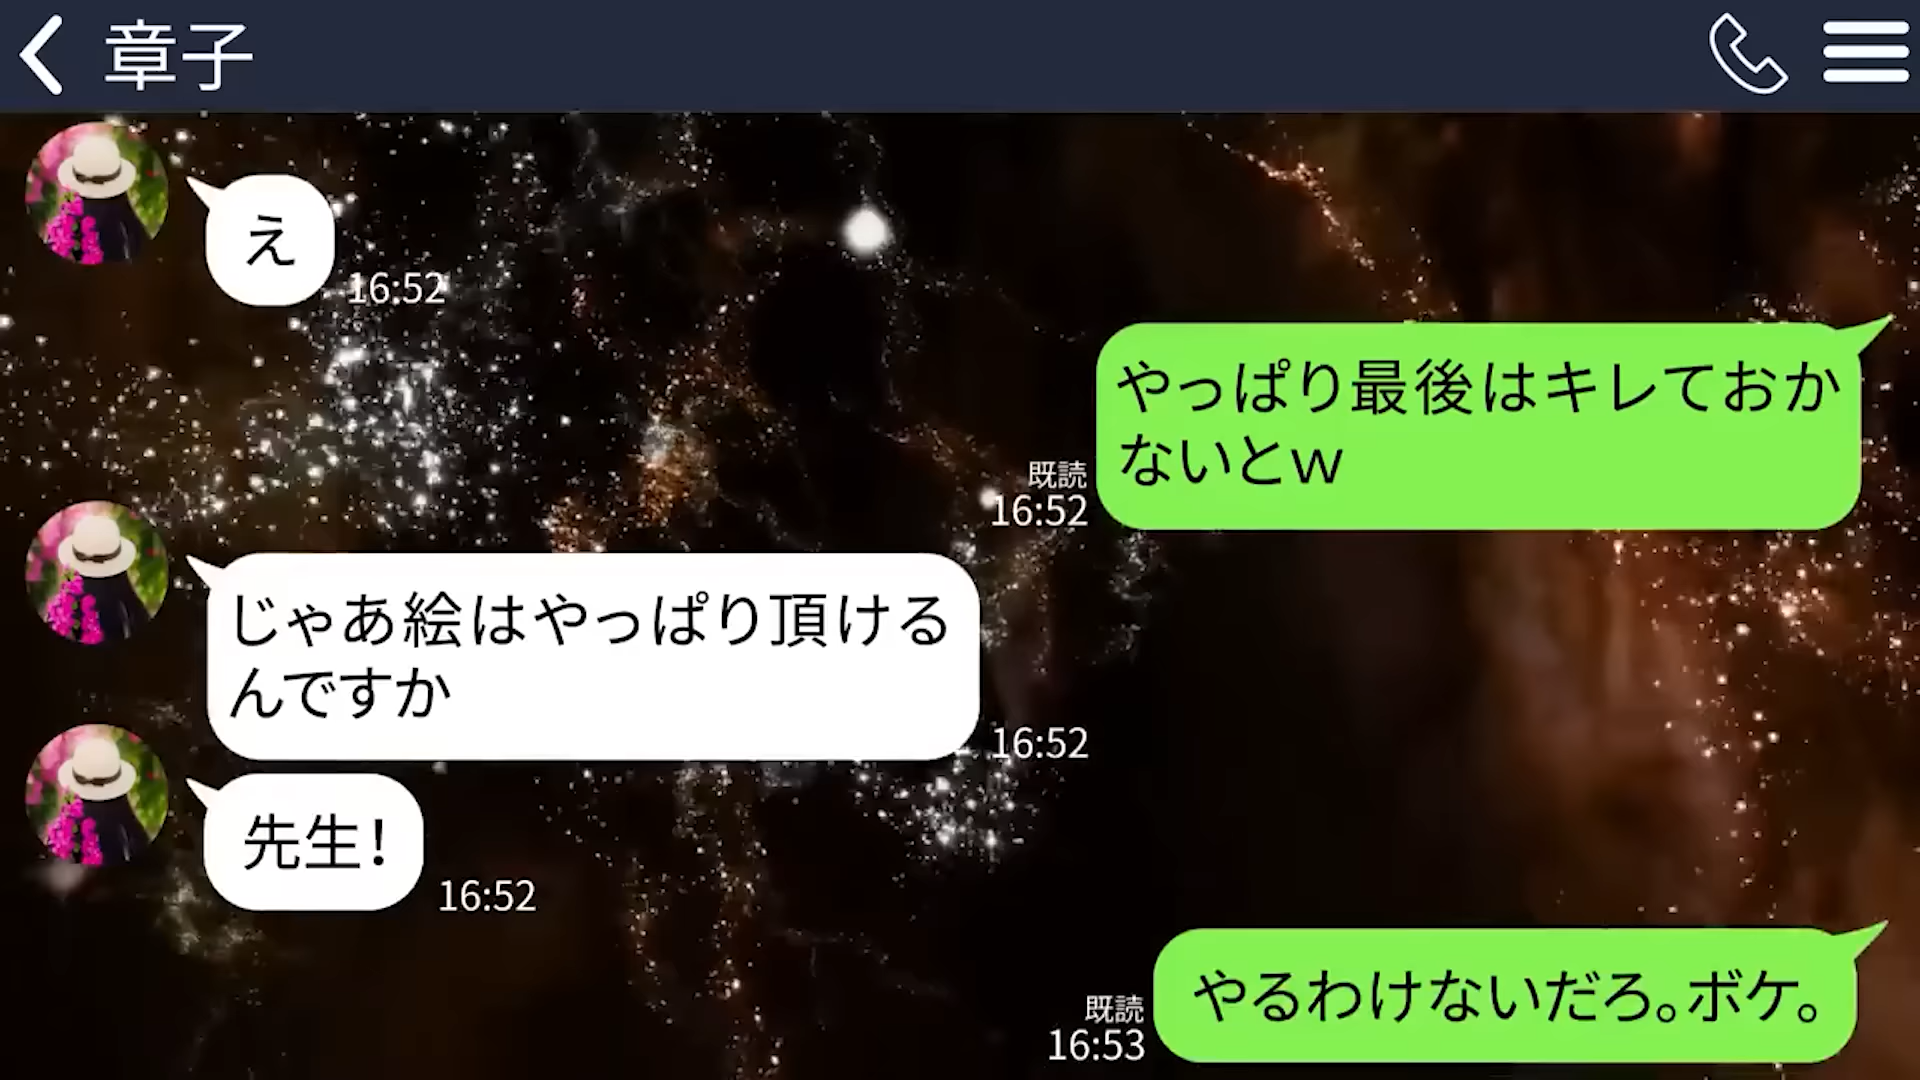 章子
え
16:52
やっぱり最後はキレておか
ないとw
既読
16:52
じゃあ絵はやっぱり頂ける
んですか
16:52
先生!
16:52
やるわけないだろ。ボケ。
既読
16:53